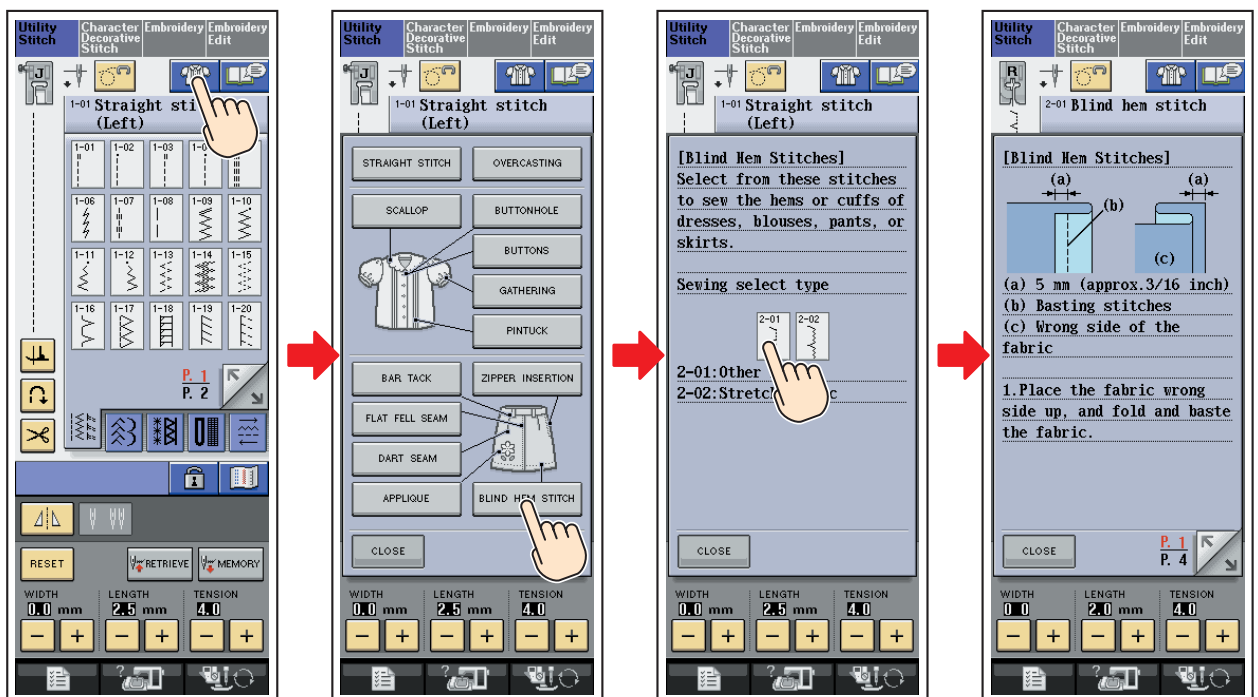 Utility
Stitch
Character
Decorative
Stitch
Embroidery
Embroidery
Edit
J
1-01 Straight sti
(Left)
1-01
1-02
1-03
1-06
1-07
1-08
1-09
1-10
1-11
1-12
1-13
1-14
1-15
1-16
1-17
1-18
1-19
1-20
P. 1
P. 2
RESET
RETRIEVE
MEMORY
WIDTH
LENGTH
TENSION
0.0 mm
2.5 mm
4.0
- + - + - +
?
Utility
Stitch
Character
Decorative
Stitch
Embroidery
Embroidery
Edit
J
1-01 Straight stitch
(Left)
STRAIGHT STITCH
OVERCASTING
SCALLOP
BUTTONHOLE
BUTTONS
GATHERING
PINTUCK
BAR TACK
ZIPPER INSERTION
FLAT FELL SEAM
DART SEAM
APPLIQUE
BLIND HEM STITCH
CLOSE
WIDTH
LENGTH
TENSION
0.0 mm
2.5 mm
4.0
- + - + - +
?
Utility
Stitch
Character
Decorative
Stitch
Embroidery
Embroidery
Edit
J
1-01 Straight stitch
(Left)
[Blind Hem Stitches]
Select from these stitches
to sew the hems or cuffs of
dresses, blouses, pants, or
skirts.
Sewing select type
2-01
2-02
2-01:Other
2-02:Stretch
CLOSE
WIDTH
LENGTH
TENSION
0.0 mm
2.5 mm
4.0
- + - + - +
?
Utility
Stitch
Character
Decorative
Stitch
Embroidery
Embroidery
Edit
R
2-01 Blind hem stitch
[Blind Hem Stitches]
(a)
(a)
(b)
(c)
(a) 5 mm (approx.3/16 inch)
(b) Basting stitches
(c) Wrong side of the
fabric
1.Place the fabric wrong
side up, and fold and baste
the fabric.
CLOSE
P. 1
P. 4
WIDTH
LENGTH
TENSION
0 0
2.0 mm
4.0
- + - + - +
?